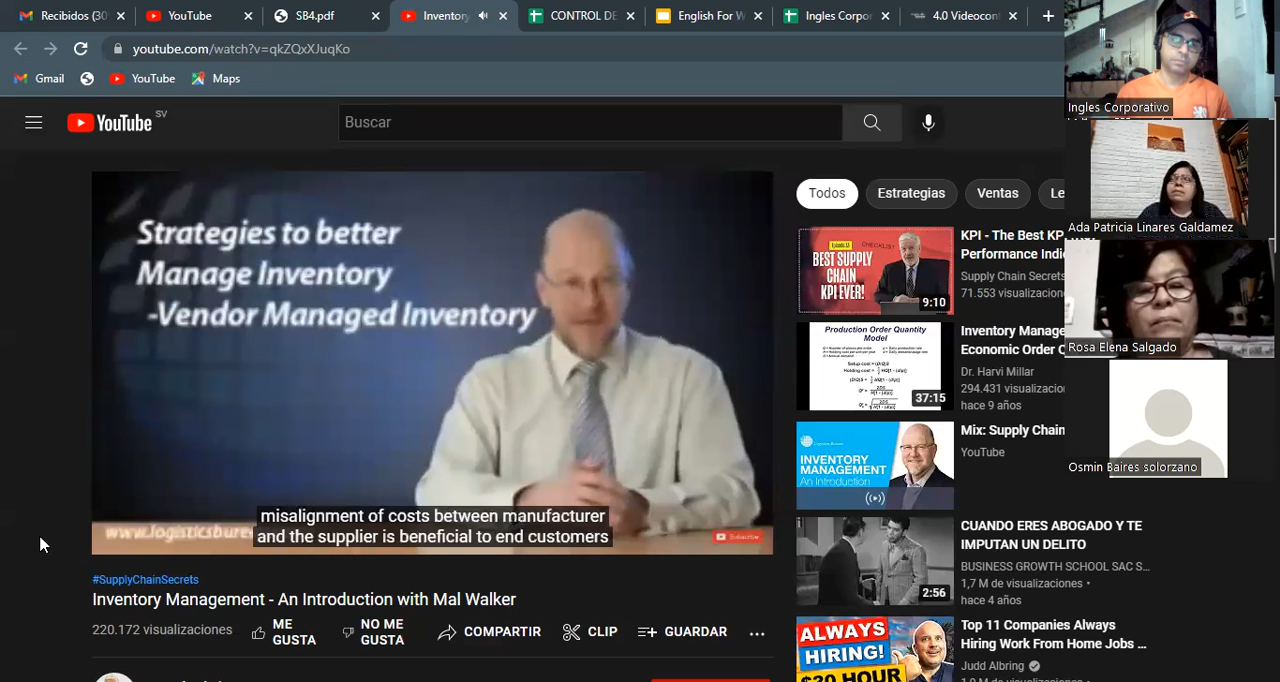 Recibidos (30
YouTube
SB4.pdf
Inventory
CONTROL DE
English For W
Ingles Corpor
4.0 Videocont
youtube.com/watch?v=qkZQxXJuqKo
Gmail
YouTube
Maps
YouTube SV
Buscar
Strategies to better
Manage Inventory
-Vendor Managed Inventory
misalignment of costs between manufacturer
and the supplier is beneficial to end customers
Subscribe
#SupplyChainSecrets
Inventory Management - An Introduction with Mal Walker
220.172 visualizaciones
ME GUSTA
NO ME GUSTA
COMPARTIR
CLIP
GUARDAR
Todos
Estrategias
Ventas
Le
CHECKLIST
BEST SUPPLY
CHAIN
KPI EVER!
9:10
KPI - The Best KP
Performance Indi
Supply Chain Secrets
71.553 visualizacio
Production Order Quantity
Model
37:15
Inventory Manage
Economic Order Q
Dr. Harvi Millar
294.431 visualizacio
hace 9 años
INVENTORY
MANAGEMENT
An Introduction
Mix: Supply Chain
YouTube
2:56
CUANDO ERES ABOGADO Y TE
IMPUTAN UN DELITO
BUSINESS GROWTH SCHOOL SAC S...
1,7 M de visualizaciones •
hace 4 años
ALWAYS
HIRING!
$30 HOUR
Top 11 Companies Always
Hiring Work From Home Jobs ...
Judd Albring
Ingles Corporativo
Ada Patricia Linares Galdamez
Rosa Elena Salgado
Osmin Baires solorzano